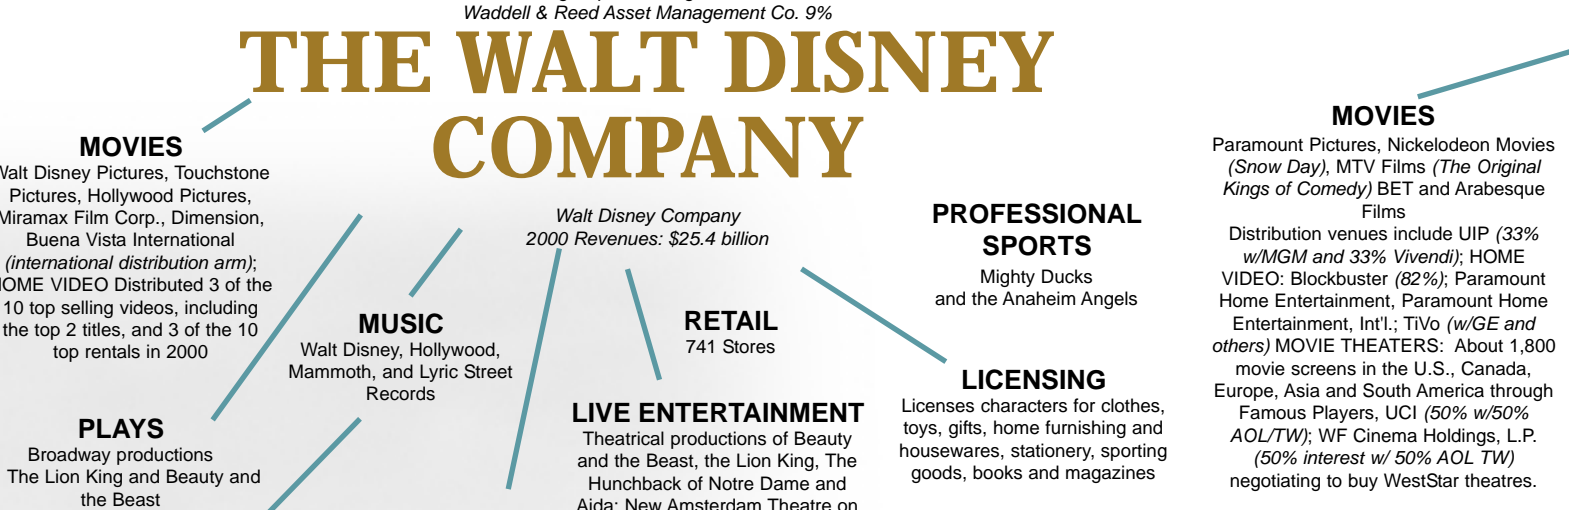 Waddell & Reed Asset Management Co. 9%
THE WALT DISNEY
COMPANY
Walt Disney Company
2000 Revenues: $25.4 billion
MOVIES
Walt Disney Pictures, Touchstone
Pictures, Hollywood Pictures,
Miramax Film Corp., Dimension,
Buena Vista International
(international distribution arm);
HOME VIDEO Distributed 3 of the
10 top selling videos, including
the top 2 titles, and 3 of the 10
top rentals in 2000
PLAYS
Broadway productions
The Lion King and Beauty and
the Beast
MUSIC
Walt Disney, Hollywood,
Mammoth, and Lyric Street
Records
RETAIL
741 Stores
LIVE ENTERTAINMENT
Theatrical productions of Beauty
and the Beast, the Lion King, The
Hunchback of Notre Dame and
Aida; New Amsterdam Theatre on
PROFESSIONAL
SPORTS
Mighty Ducks
and the Anaheim Angels
LICENSING
Licenses characters for clothes,
toys, gifts, home furnishing and
housewares, stationery, sporting
goods, books and magazines
MOVIES
Paramount Pictures, Nickelodeon Movies
(Snow Day), MTV Films (The Original
Kings of Comedy) BET and Arabesque
Films
Distribution venues include UIP (33%
w/MGM and 33% Vivendi); HOME
VIDEO: Blockbuster (82%); Paramount
Home Entertainment, Paramount Home
Entertainment, Int'l.; TiVo (w/GE and
others) MOVIE THEATERS: About 1,800
movie screens in the U.S., Canada,
Europe, Asia and South America through
Famous Players, UCI (50% w/50%
AOL/TW); WF Cinema Holdings, L.P.
(50% interest w/ 50% AOL TW)
negotiating to buy WestStar theatres.